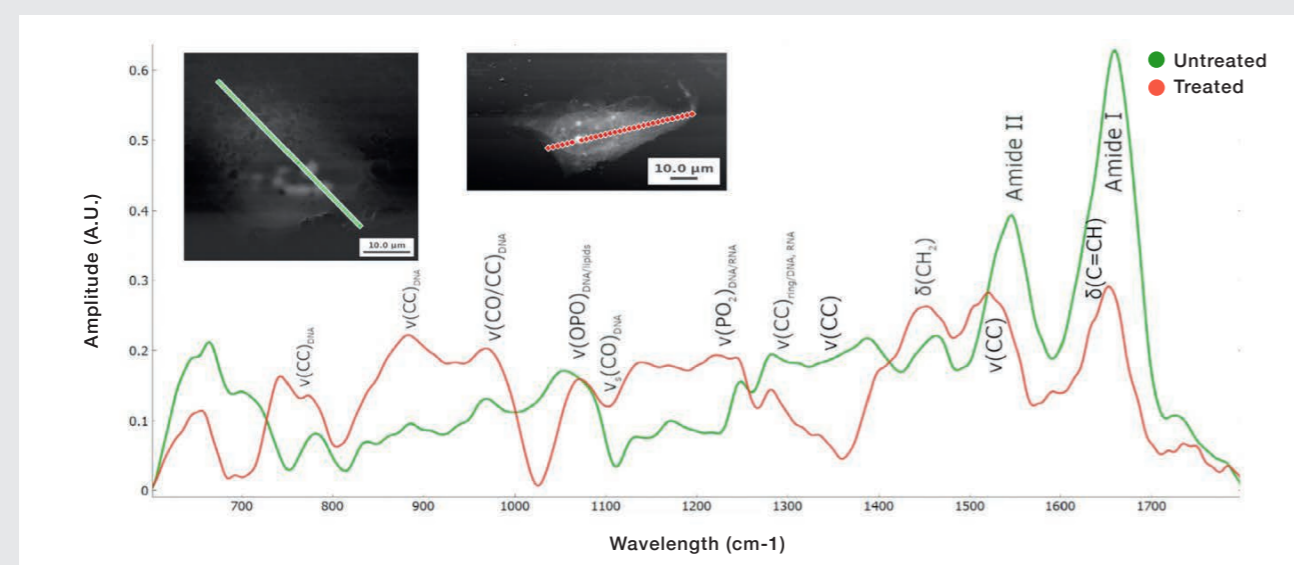 Untreated
Treated
10.0 µm
10.0 µm
Amplitude (A.U.)
0.6
0.5
0.4
0.3
0.2
0.1
0
ν(CC)DNA
ν(CC)DNA
ν(CO/CC)DNA
ν(OPO)DNA/lipids
νs(CO)DNA
ν(PO2)DNA/RNA
ν(CC)ring/DNA, RNA
ν(CC)
δ(CH2)
ν(CC)
Amide II
δ(C=CH)
Amide I
700 800 900 1000 1100 1200 1300 1400 1500 1600 1700
Wavelength (cm-1)